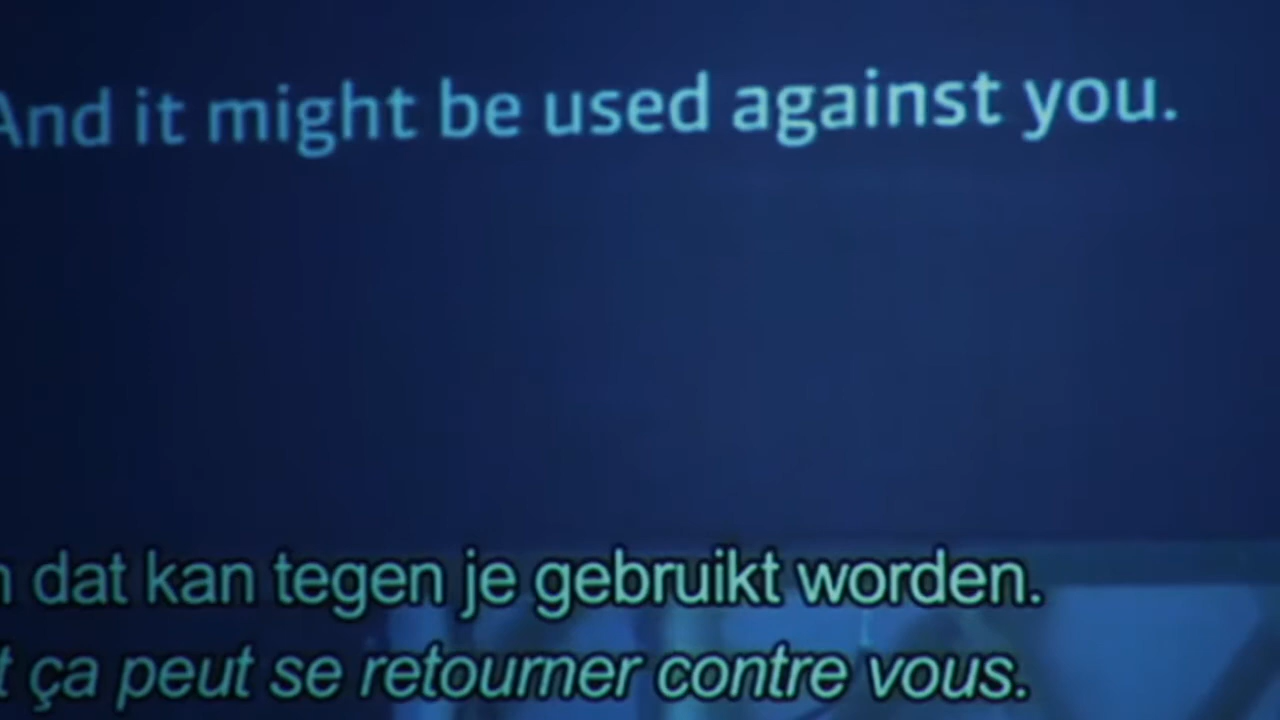 And it might be used against you.
dat kan tegen je gebruikt worden.
ça peut se retourner contre vous.